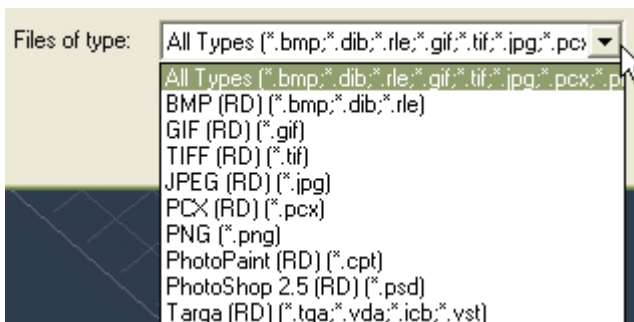 Files of type:
All Types (*.bmp;*.dib;*.rle;*.gif;*.tif;*.jpg;*.pcx
All Types (*.bmp;*.dib;*.rle;*.gif;*.tif;*.jpg;*.pcx;*.p
BMP (RD) (*.bmp;*.dib;*.rle)
GIF (RD) (*.gif)
TIFF (RD) (*.tif)
JPEG (RD) (*.jpg)
PCX (RD) (*.pcx)
PNG (*.png)
PhotoPaint (RD) (*.cpt)
PhotoShop 2.5 (RD) (*.psd)
Targa (RD) (*.tga;*.vda;*.icb;*.vst)